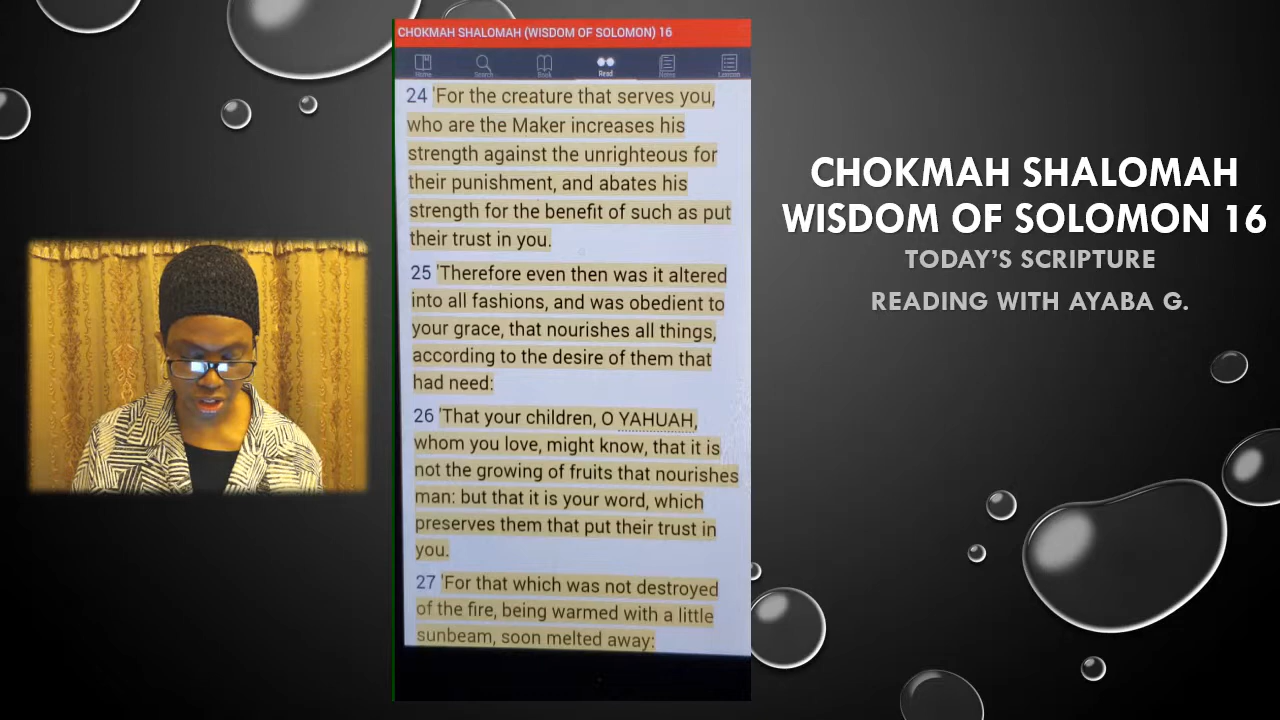 CHOKMAH SHALOMAH (WISDOM OF SOLOMON) 16
Home Search Book Read Notes Lexicon
24 'For the creature that serves you,
who are the Maker increases his
strength against the unrighteous for
their punishment, and abates his
strength for the benefit of such as put
their trust in you.
25 'Therefore even then was it altered
into all fashions, and was obedient to
your grace, that nourishes all things,
according to the desire of them that
had need:
26 'That your children, O YAHUAH,
whom you love, might know, that it is
not the growing of fruits that nourishes
man: but that it is your word, which
preserves them that put their trust in
you.
27 'For that which was not destroyed
of the fire, being warmed with a little
sunbeam, soon melted away:
CHOKMAH SHALOMAH
WISDOM OF SOLOMON 16
TODAY'S SCRIPTURE
READING WITH AYABA G.